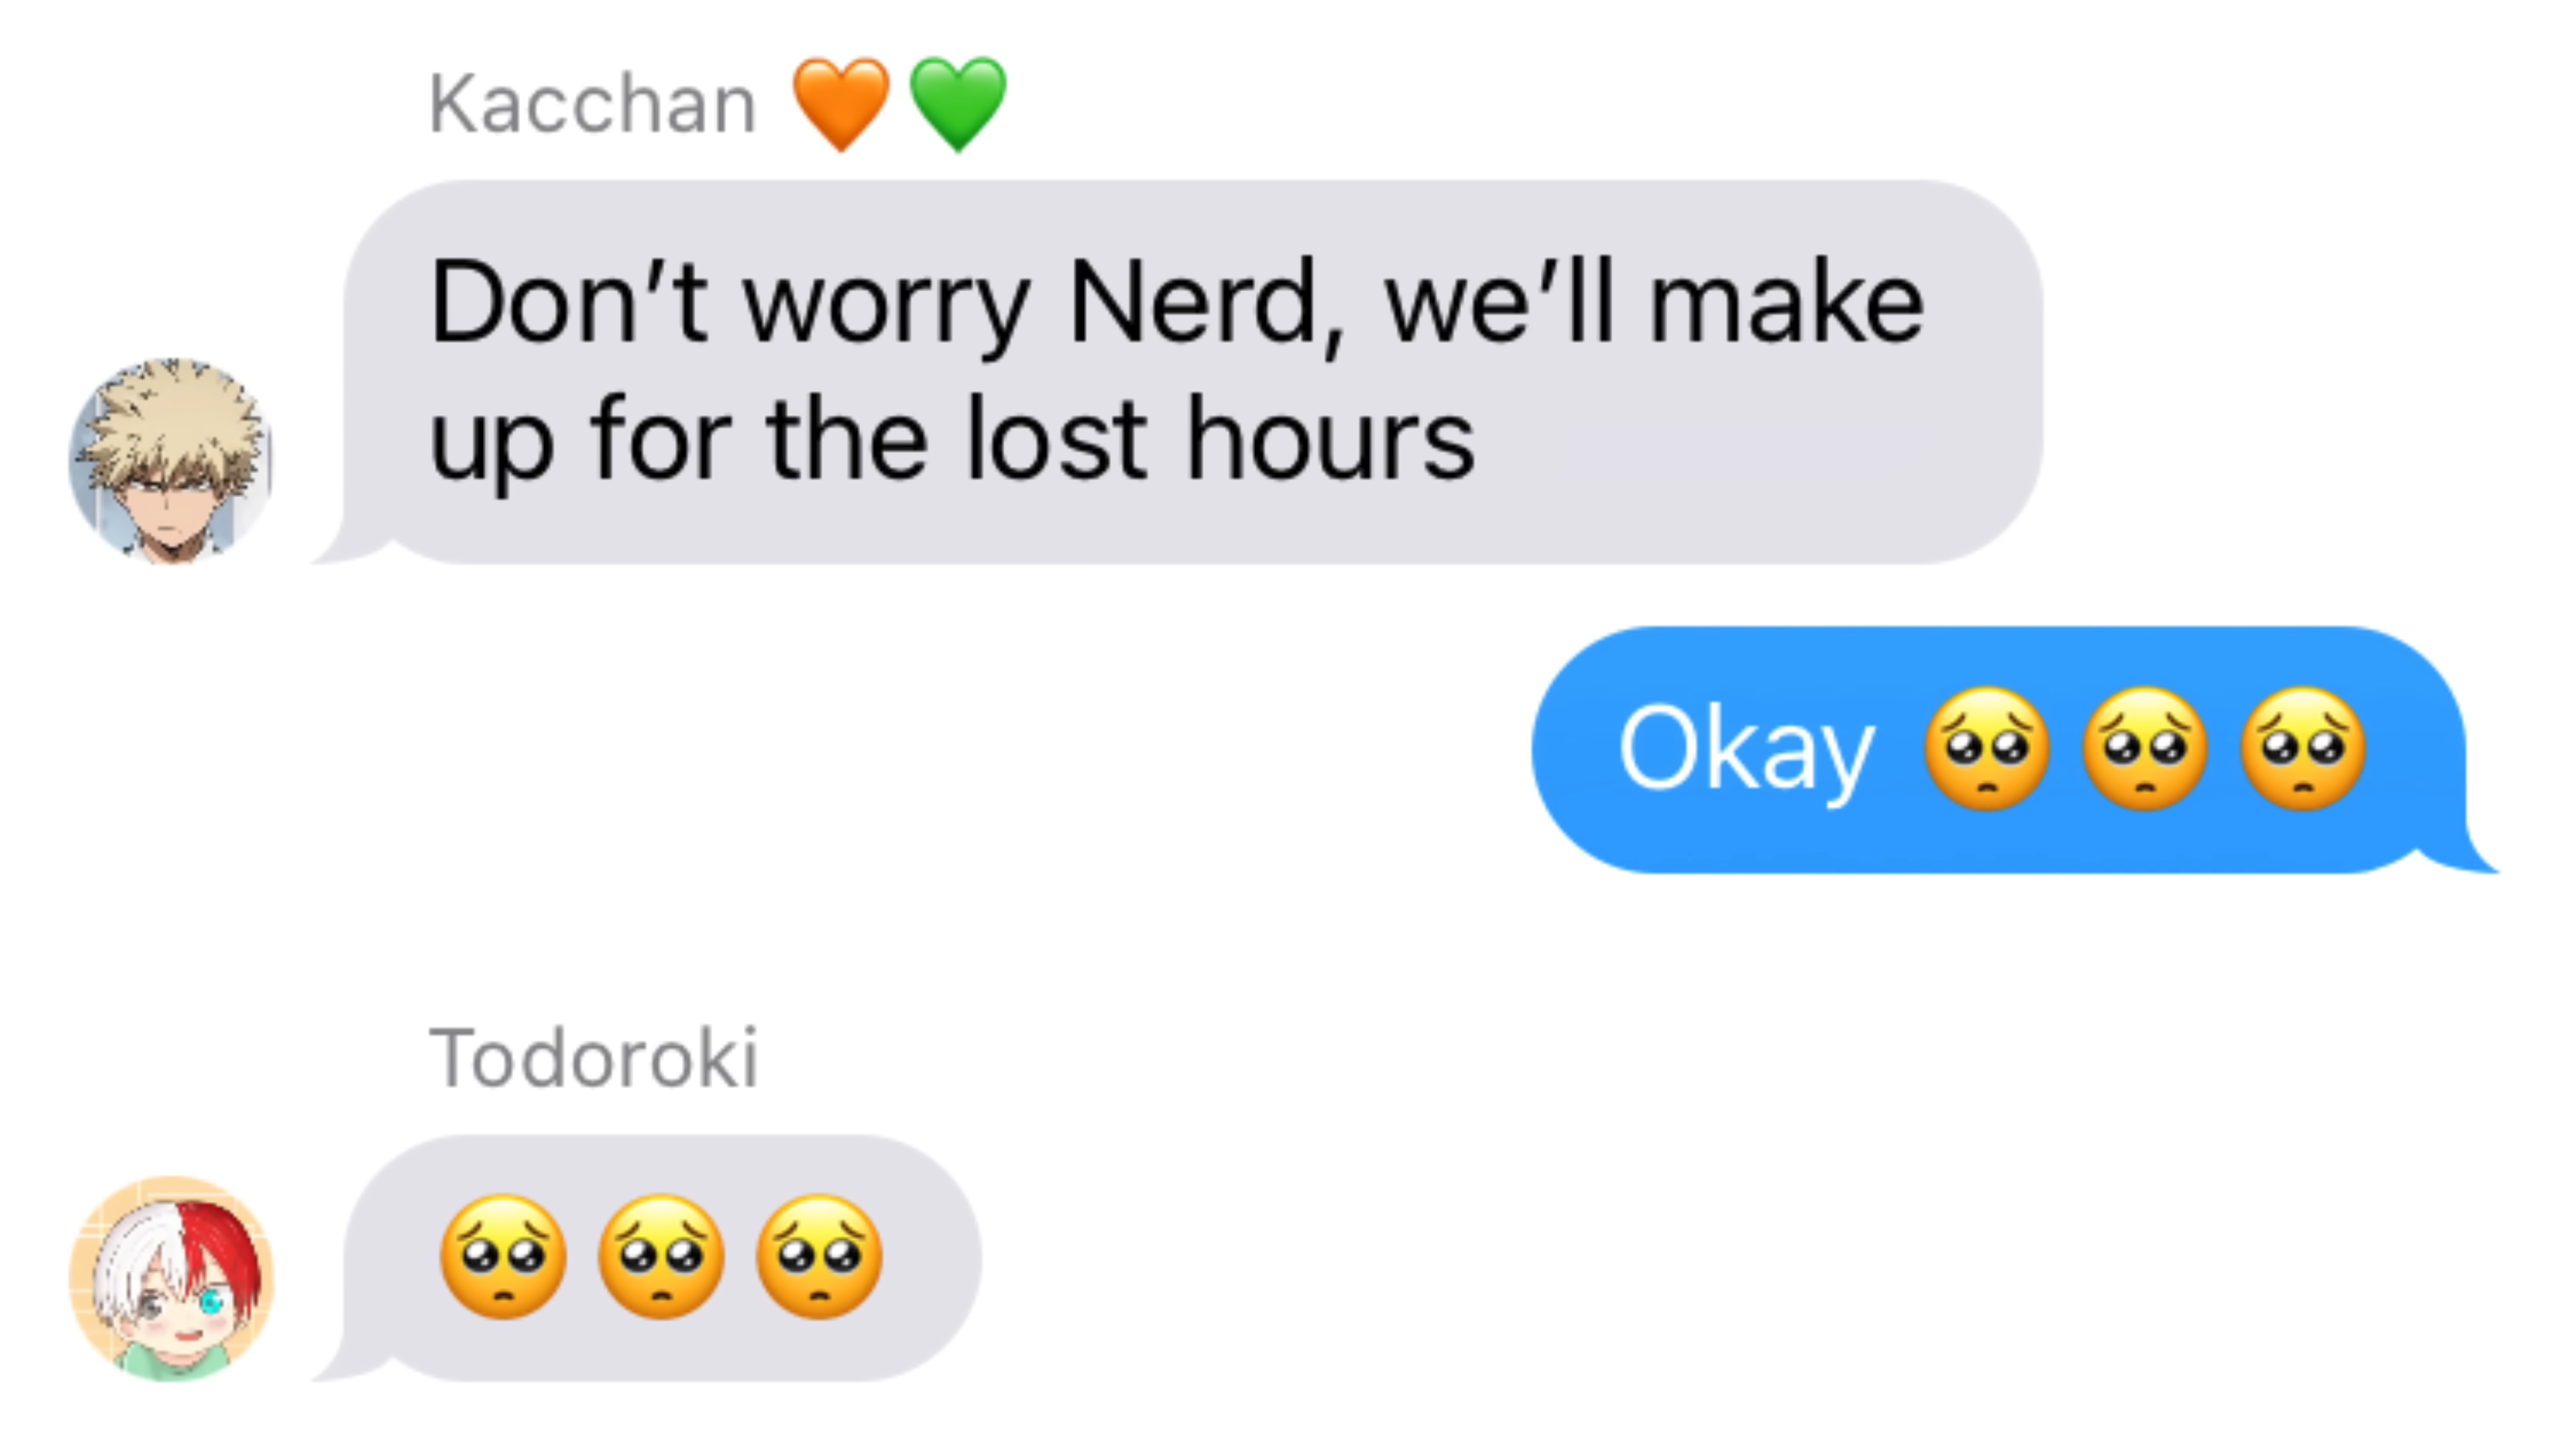 Kacchan 🧡💚
Don’t worry Nerd, we’ll make
up for the lost hours
Okay 🥺🥺🥺
Todoroki
🥺🥺🥺